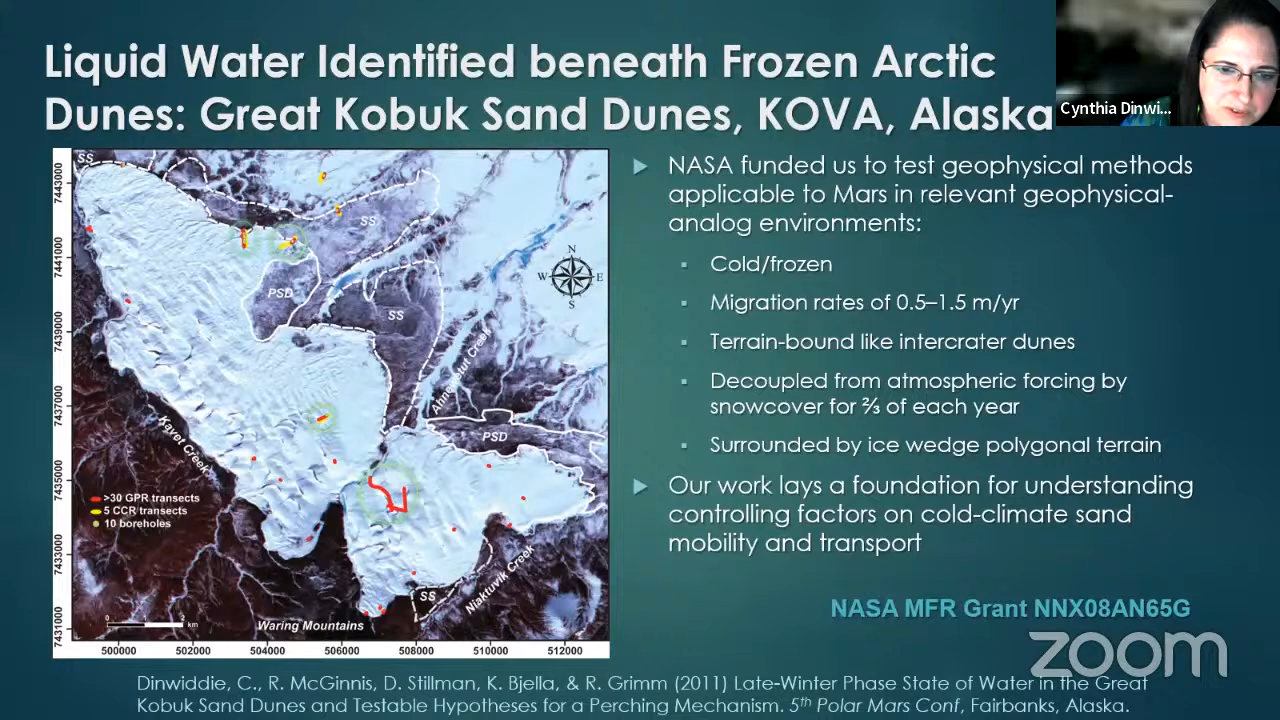 Liquid Water Identified beneath Frozen Arctic
Dunes: Great Kobuk Sand Dunes, KOVA, Alaska
Cynthia Dinwi...
NASA funded us to test geophysical methods
applicable to Mars in relevant geophysical-
analog environments:
Cold/frozen
Migration rates of 0.5–1.5 m/yr
Terrain-bound like intercrater dunes
Decoupled from atmospheric forcing by
snowcover for ⅔ of each year
Surrounded by ice wedge polygonal terrain
Our work lays a foundation for understanding
controlling factors on cold-climate sand
mobility and transport
NASA MFR Grant NNX08AN65G
zoom
SS
SS
PSD
SS
N
W
E
S
Ahnewetut Creek
PSD
Kavet Creek
>30 GPR transects
5 CCR transects
10 boreholes
SS
Niaktuvik Creek
Waring Mountains
0 1 2 km
7443000
7441000
7439000
7437000
7435000
7433000
7431000
500000 502000 504000 506000 508000 510000 512000
Dinwiddie, C., R. McGinnis, D. Stillman, K. Bjella, & R. Grimm (2011) Late-Winter Phase State of Water in the Great
Kobuk Sand Dunes and Testable Hypotheses for a Perching Mechanism. 5th Polar Mars Conf, Fairbanks, Alaska.